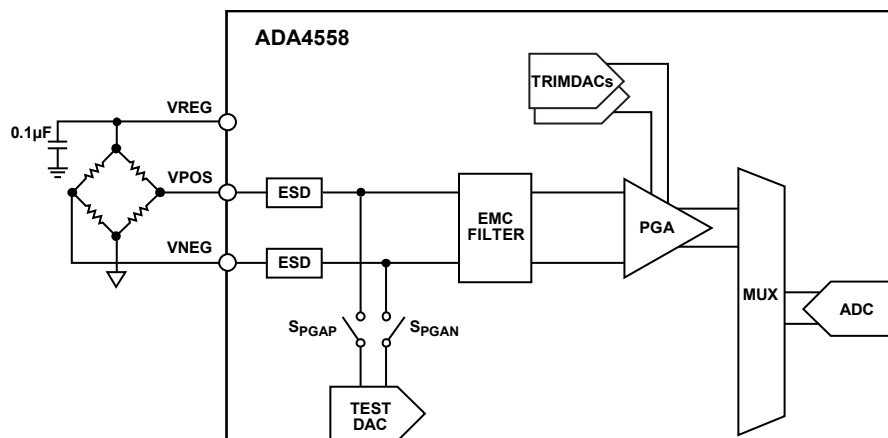 ADA4558
TRIMDACs
VREG
0.1µF
VPOS
ESD
EMC
FILTER
PGA
VNEG
ESD
MUX
ADC
SPGAP
SPGAN
TEST
DAC